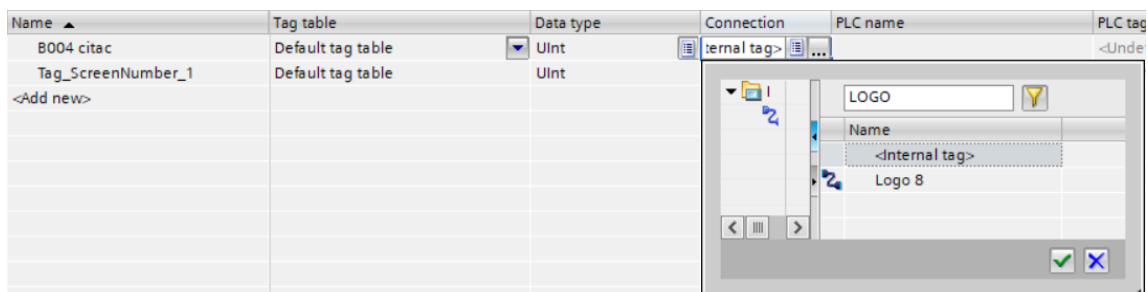 Name Tag table Data type Connection PLC name PLC tag
B004 citac Default tag table UInt ternal tag> ... <Unde
Tag_ScreenNumber_1 Default tag table UInt
<Add new>
LOGO
Name
<Internal tag>
Logo 8